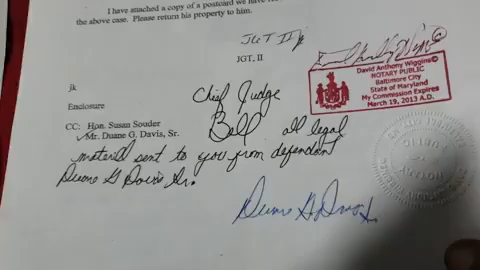 I have attached a copy of a postcard we have
the above case. Please return his property to him.
JGT II
JGT, II
David Anthony Wiggins©
NOTARY PUBLIC
Baltimore City
State of Maryland
My Commission Expires
March 19, 2013 A.D.
jk
Enclosure
CC: Hon. Susan Souder
Mr. Duane G. Davis, Sr.
Chief Judge
Bell all legal
material sent to you from defendant
Duane G Davis Sr.
Duane G Davis Sr